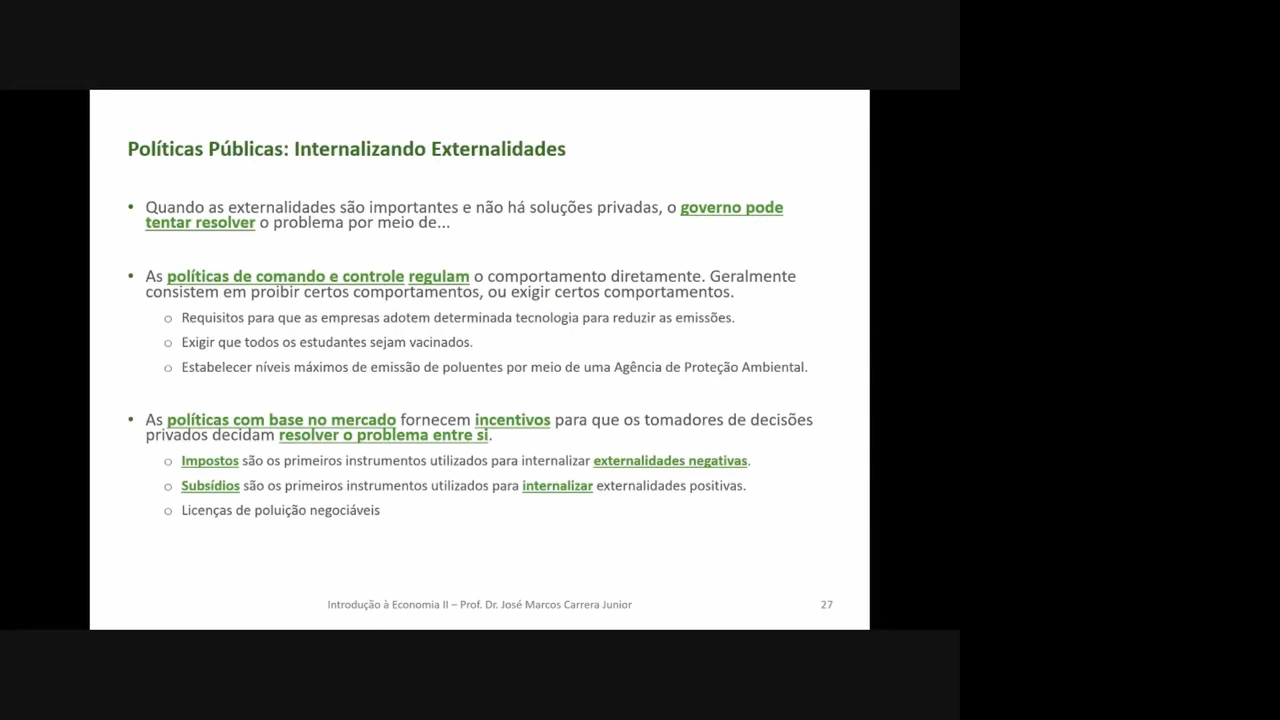 Políticas Públicas: Internalizando Externalidades
• Quando as externalidades são importantes e não há soluções privadas, o governo pode
tentar resolver o problema por meio de...
• As políticas de comando e controle regulam o comportamento diretamente. Geralmente
consistem em proibir certos comportamentos, ou exigir certos comportamentos.
o Requisitos para que as empresas adotem determinada tecnologia para reduzir as emissões.
o Exigir que todos os estudantes sejam vacinados.
o Estabelecer níveis máximos de emissão de poluentes por meio de uma Agência de Proteção Ambiental.
• As políticas com base no mercado fornecem incentivos para que os tomadores de decisões
privados decidam resolver o problema entre si.
o Impostos são os primeiros instrumentos utilizados para internalizar externalidades negativas.
o Subsídios são os primeiros instrumentos utilizados para internalizar externalidades positivas.
o Licenças de poluição negociáveis
Introdução à Economia II – Prof. Dr. José Marcos Carrera Junior
27